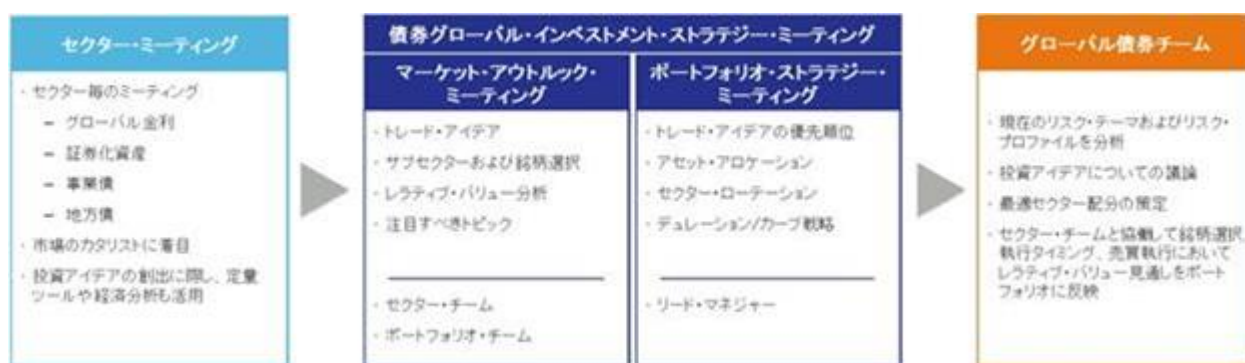 セクター・ミーティング
・セクター毎のミーティング
− グローバル金利
− 証券化資産
− 事業債
− 地方債
・市場のカタリストに着目
・投資アイデアの創出に際し、定量
ツールや経済分析も活用
債券グローバル・インベストメント・ストラテジー・ミーティング
マーケット・アウトルック・
ミーティング
・トレード・アイデア
・サブセクターおよび銘柄選択
・レラティブ・バリュー分析
・注目すべきトピック
・セクター・チーム
・ポートフォリオ・チーム
ポートフォリオ・ストラテジー・
ミーティング
・トレード・アイデアの優先順位
・アセット・アロケーション
・セクター・ローテーション
・デュレーション/カーブ戦略
・リード・マネジャー
グローバル債券チーム
・現在のリスク・テーマおよびリスク・
プロファイルを分析
・投資アイデアについての議論
・最適セクター配分の策定
・セクター・チームと協働して銘柄選択、
執行タイミング、売買執行において
レラティブ・バリュー見通しをポート
フォリオに反映